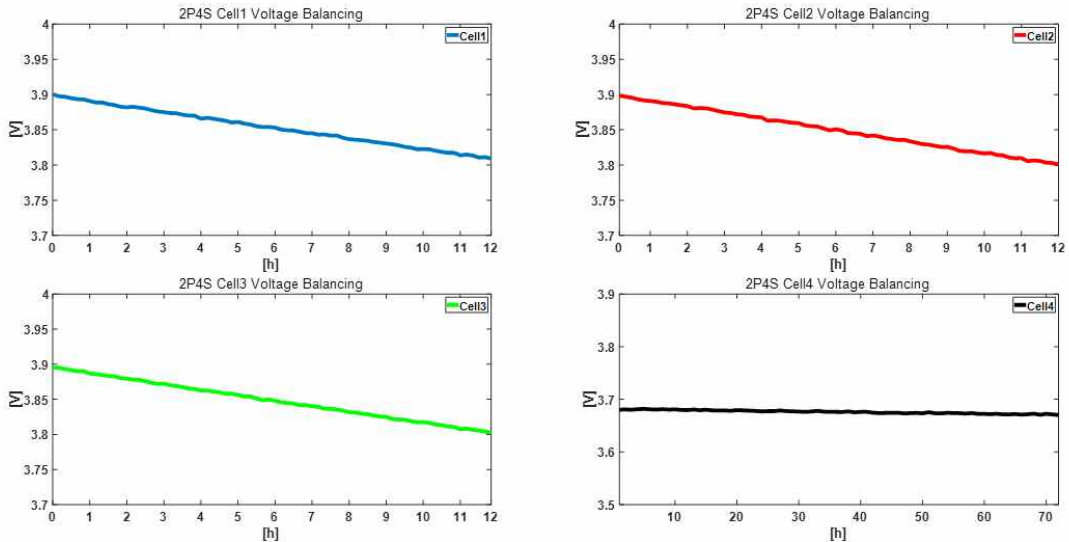 2P4S Cell1 Voltage Balancing
4
3.95
3.9
3.85
3.8
3.75
3.7
[V]
Cell1
0 1 2 3 4 5 6 7 8 9 10 11 12
[h]
2P4S Cell2 Voltage Balancing
4
3.95
3.9
3.85
3.8
3.75
3.7
[V]
Cell2
0 1 2 3 4 5 6 7 8 9 10 11 12
[h]
2P4S Cell3 Voltage Balancing
4
3.95
3.9
3.85
3.8
3.75
3.7
[V]
Cell3
0 1 2 3 4 5 6 7 8 9 10 11 12
[h]
2P4S Cell4 Voltage Balancing
3.9
3.8
3.7
3.6
3.5
[V]
Cell4
10 20 30 40 50 60 70
[h]